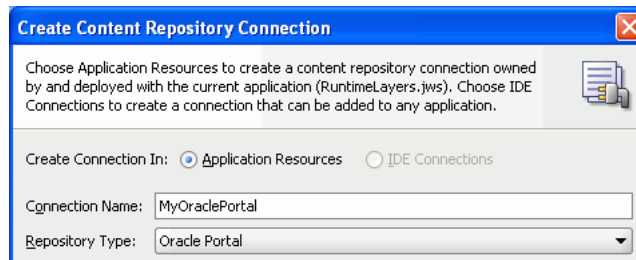 Create Content Repository Connection
Choose Application Resources to create a content repository connection owned
by and deployed with the current application (RuntimeLayers.jws). Choose IDE
Connections to create a connection that can be added to any application.
Create Connection In: Application Resources IDE Connections
Connection Name: MyOraclePortal
Repository Type: Oracle Portal